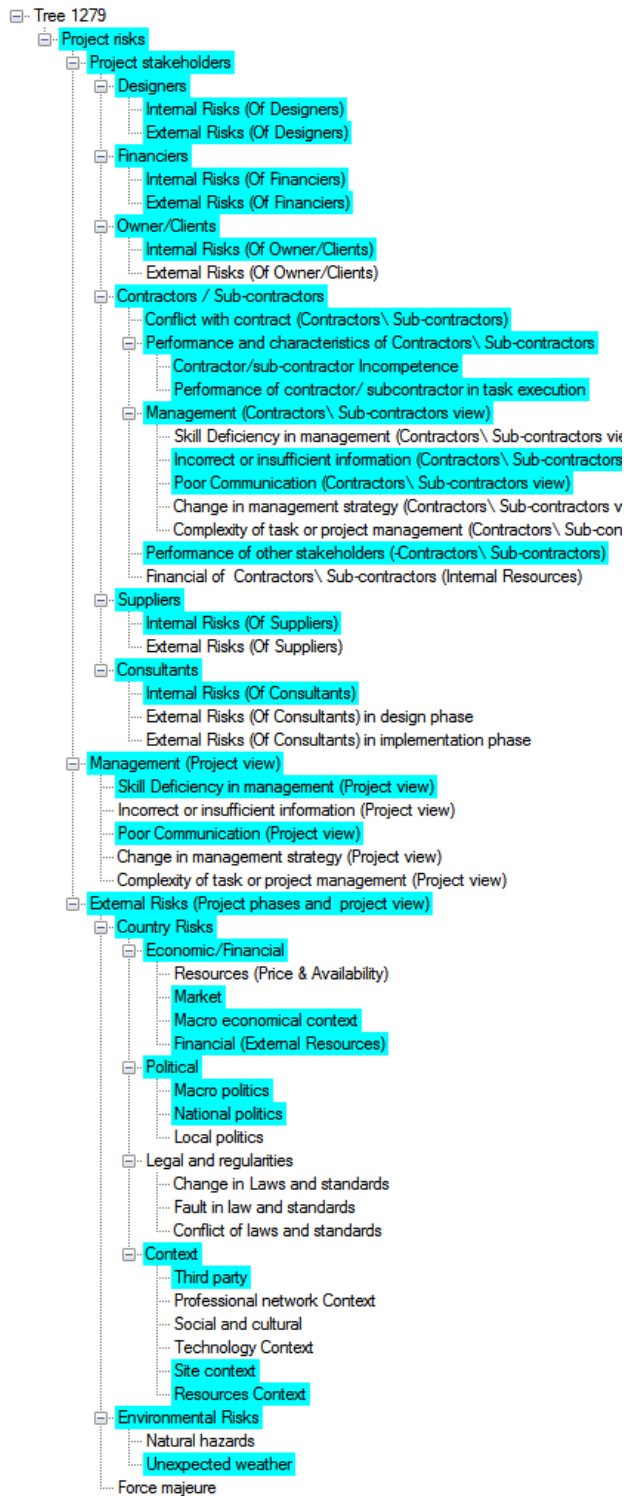 Tree 1279
Project risks
Project stakeholders
Designers
Internal Risks (Of Designers)
External Risks (Of Designers)
Financiers
Internal Risks (Of Financiers)
External Risks (Of Financiers)
Owner/Clients
Internal Risks (Of Owner/Clients)
External Risks (Of Owner/Clients)
Contractors / Sub-contractors
Conflict with contract (Contractors\ Sub-contractors)
Performance and characteristics of Contractors\ Sub-contractors
Contractor/sub-contractor Incompetence
Performance of contractor/ subcontractor in task execution
Management (Contractors\ Sub-contractors view)
Skill Deficiency in management (Contractors\ Sub-contractors vie
Incorrect or insufficient information (Contractors\ Sub-contractors
Poor Communication (Contractors\ Sub-contractors view)
Change in management strategy (Contractors\ Sub-contractors v
Complexity of task or project management (Contractors\ Sub-con
Performance of other stakeholders (-Contractors\ Sub-contractors)
Financial of Contractors\ Sub-contractors (Internal Resources)
Suppliers
Internal Risks (Of Suppliers)
External Risks (Of Suppliers)
Consultants
Internal Risks (Of Consultants)
External Risks (Of Consultants) in design phase
External Risks (Of Consultants) in implementation phase
Management (Project view)
Skill Deficiency in management (Project view)
Incorrect or insufficient information (Project view)
Poor Communication (Project view)
Change in management strategy (Project view)
Complexity of task or project management (Project view)
External Risks (Project phases and project view)
Country Risks
Economic/Financial
Resources (Price & Availability)
Market
Macro economical context
Financial (External Resources)
Political
Macro politics
National politics
Local politics
Legal and regularities
Change in Laws and standards
Fault in law and standards
Conflict of laws and standards
Context
Third party
Professional network Context
Social and cultural
Technology Context
Site context
Resources Context
Environmental Risks
Natural hazards
Unexpected weather
Force majeure